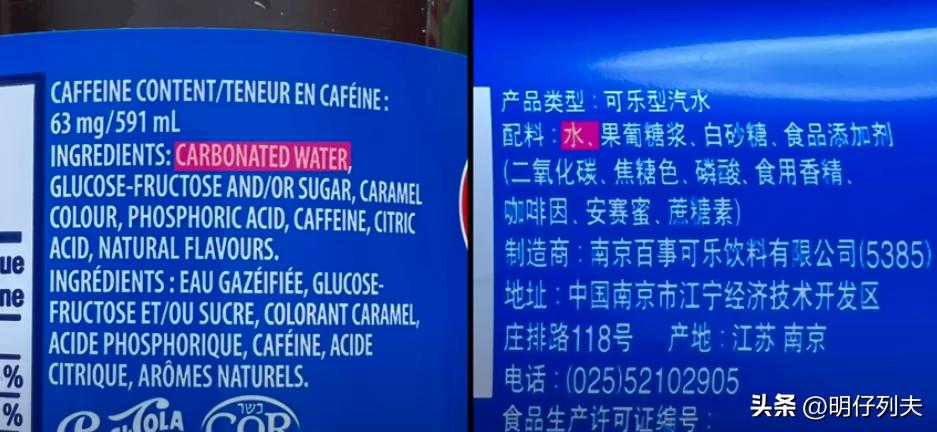 CAFFEINE CONTENT/TENEUR EN CAFÉINE :
63 mg/591 mL
INGREDIENTS: CARBONATED WATER,
GLUCOSE-FRUCTOSE AND/OR SUGAR, CARAMEL
COLOUR, PHOSPHORIC ACID, CAFFEINE, CITRIC
ACID, NATURAL FLAVOURS.
INGRÉDIENTS : EAU GAZÉIFIÉE, GLUCOSE-
FRUCTOSE ET/OU SUCRE, COLORANT CARAMEL,
ACIDE PHOSPHORIQUE, CAFÉINE, ACIDE
CITRIQUE, ARÔMES NATURELS.
ue
ne
%
%
COR
כשר
产品类型：可乐型汽水
配料：水、果葡糖浆、白砂糖、食品添加剂
(二氧化碳、焦糖色、磷酸、食用香精、
咖啡因、安赛蜜、蔗糖素)
制造商：南京百事可乐饮料有限公司(5385)
地址：中国南京市江宁经济技术开发区
庄排路118号 产地：江苏 南京
电话：(025)52102905
食品生产许可证编号：
头条 @明仔列夫